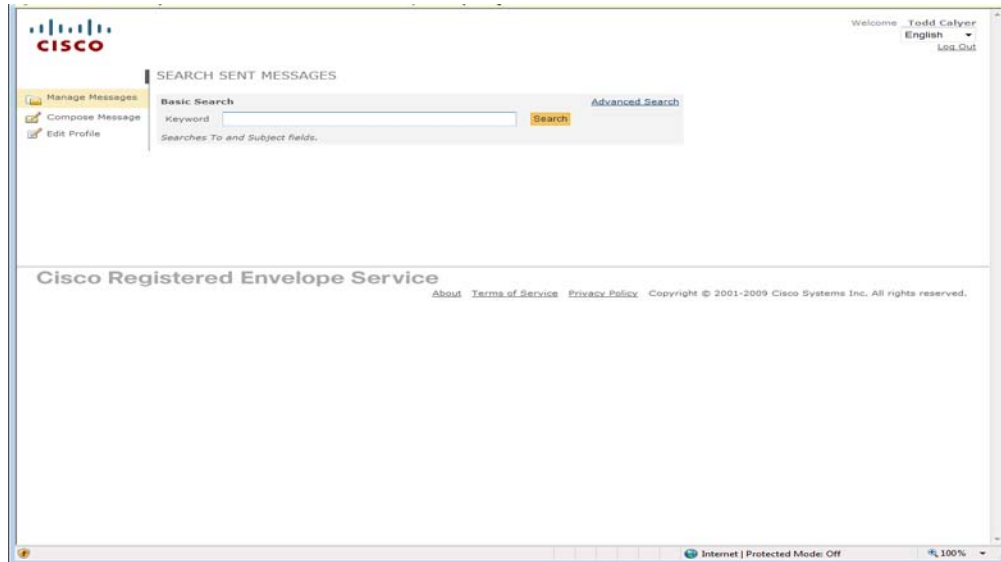 Welcome Todd Calyer
English
Log Out
CISCO
SEARCH SENT MESSAGES
Manage Messages
Compose Message
Edit Profile
Basic Search
Advanced Search
Keyword
Search
Searches To and Subject fields.
Cisco Registered Envelope Service
About Terms of Service Privacy Policy Copyright © 2001-2009 Cisco Systems Inc. All rights reserved.
Internet | Protected Mode: Off
100%